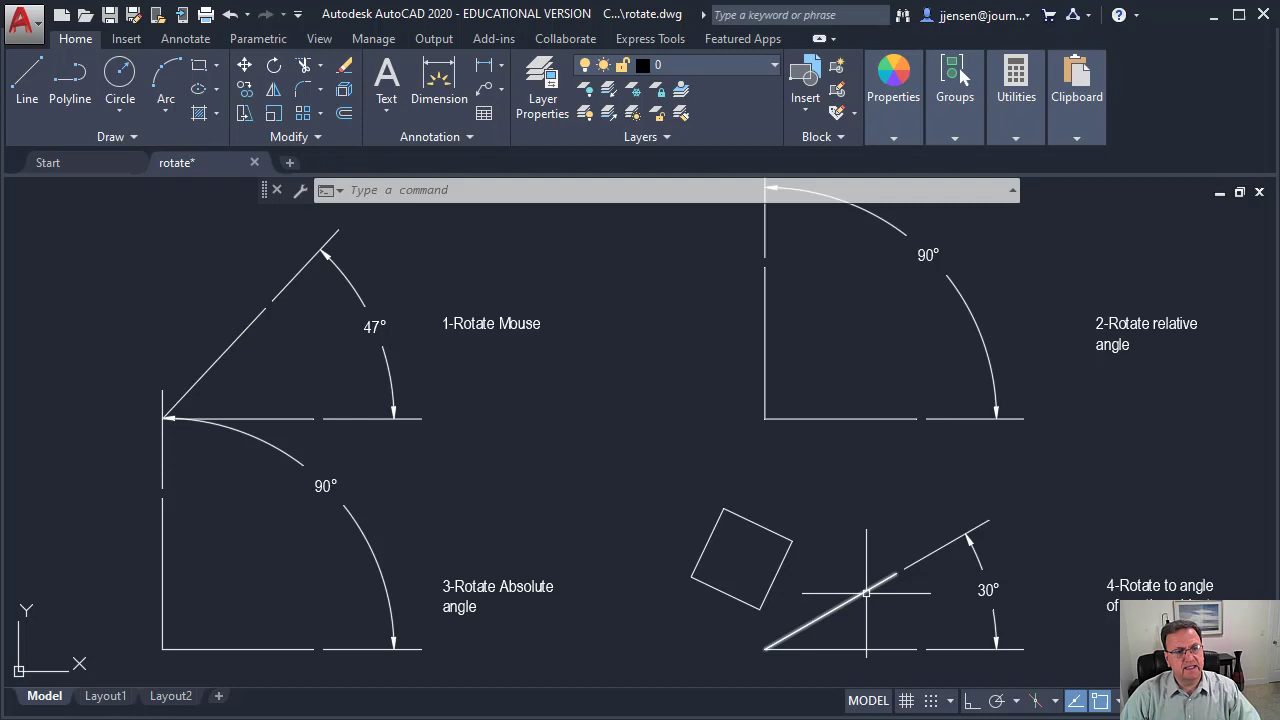 Autodesk AutoCAD 2020 - EDUCATIONAL VERSION C...\rotate.dwg
Type a keyword or phrase
jjensen@journ...
Home Insert Annotate Parametric View Manage Output Add-ins Collaborate Express Tools Featured Apps
Line Polyline Circle Arc
Text Dimension
Layer
Properties
0
Insert
Properties Groups Utilities Clipboard
Draw Modify Annotation Layers Block
Start rotate*
Type a command
47°
1-Rotate Mouse
90°
2-Rotate relative
angle
90°
3-Rotate Absolute
angle
30°
4-Rotate to angle
of
Y
X
Model Layout1 Layout2
MODEL